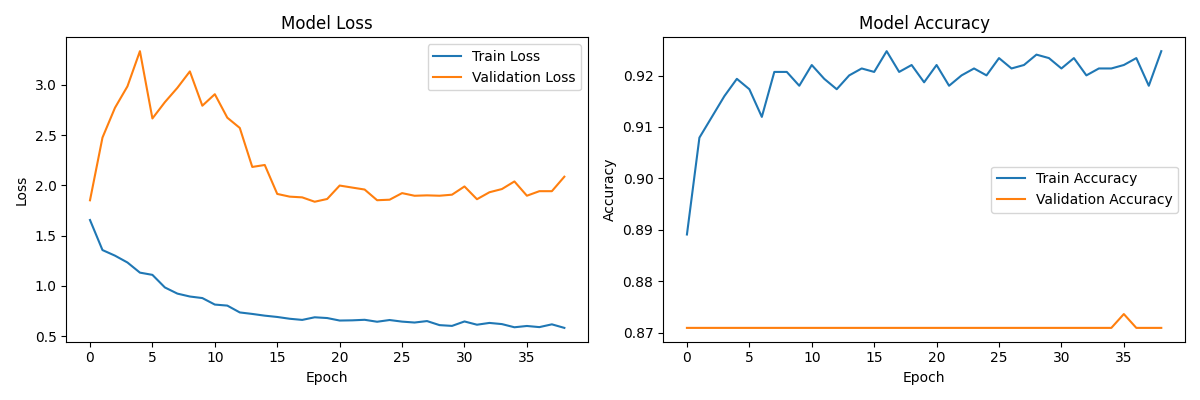 Model Loss
Train Loss
Validation Loss
3.0
2.5
2.0
1.5
1.0
0.5
Loss
0 5 10 15 20 25 30 35
Epoch
Model Accuracy
0.92
0.91
0.90
0.89
0.88
0.87
Accuracy
Train Accuracy
Validation Accuracy
0 5 10 15 20 25 30 35
Epoch